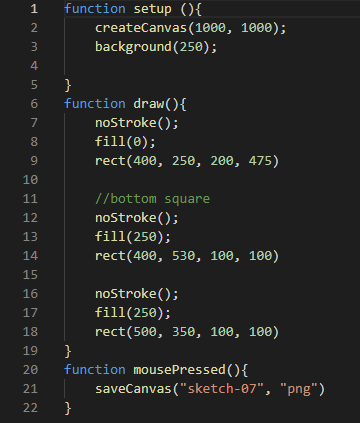 1 function setup (){
2     createCanvas(1000, 1000);
3     background(250);
4
5 }
6 function draw(){
7     noStroke();
8     fill(0);
9     rect(400, 250, 200, 475)
10
11     //bottom square
12     noStroke();
13     fill(250);
14     rect(400, 530, 100, 100)
15
16     noStroke();
17     fill(250);
18     rect(500, 350, 100, 100)
19 }
20 function mousePressed(){
21     saveCanvas("sketch-07", "png")
22 }